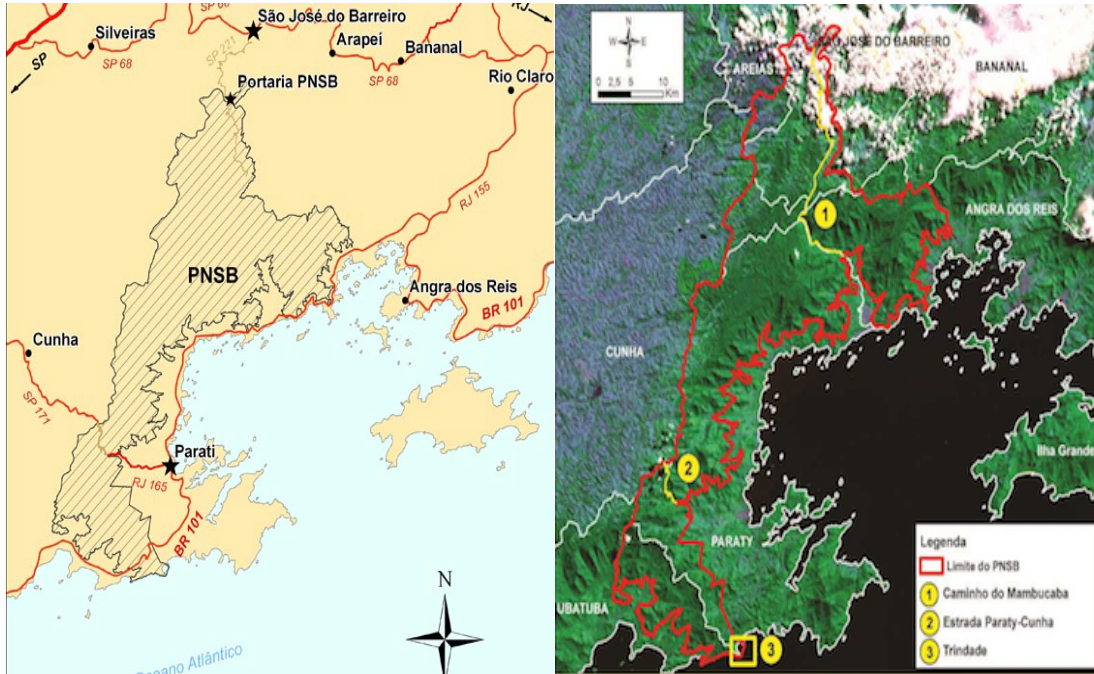 SP 60
RJ
São José do Barreiro
Silveiras
SP 68
SP 221
Arapeí
Bananal
SP 68
SP
Portaria PNSB
Rio Claro
RJ 155
PNSB
Angra dos Reis
BR 101
Cunha
SP 171
Parati
RJ 165
BR 101
N
Oceano Atlântico
N
W
E
S
0 2,5 5 10
Km
SÃO JOSÉ DO BARREIRO
AREIAS
BANANAL
1
ANGRA DOS REIS
CUNHA
2
Ilha Grande
PARATY
UBATUBA
3
Legenda
Limite do PNSB
1 Caminho do Mambucaba
2 Estrada Paraty-Cunha
3 Trindade